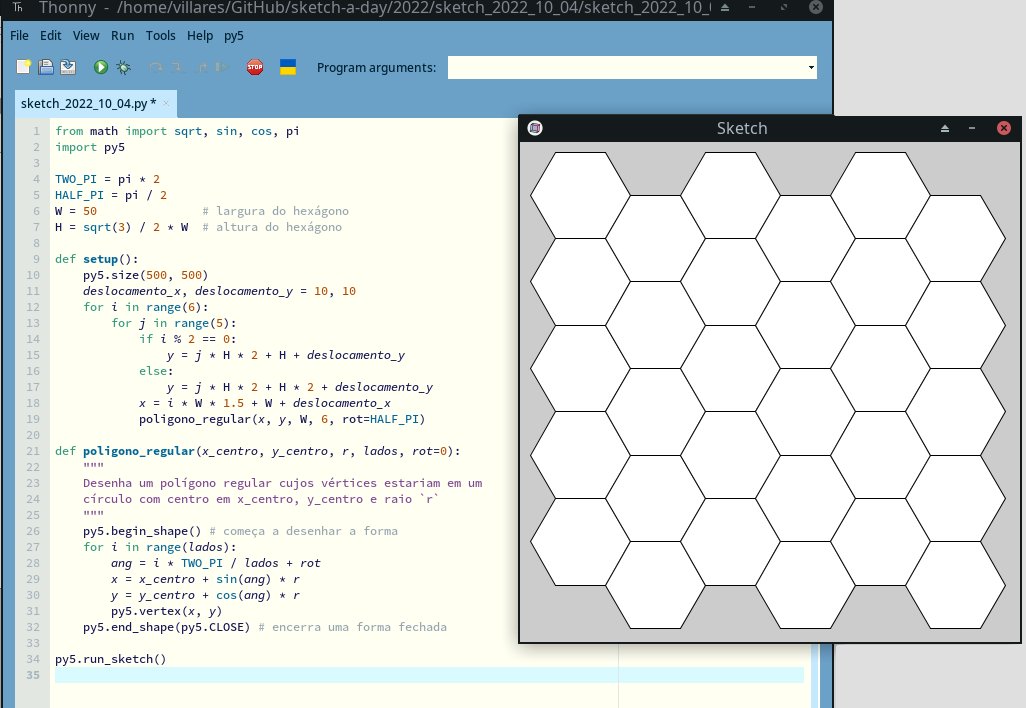 Th Thonny - /home/villares/GitHub/sketch-a-day/2022/sketch_2022_10_04/sketch_2022_10_
File Edit View Run Tools Help py5
STOP Program arguments:
sketch_2022_10_04.py *
1 from math import sqrt, sin, cos, pi
2 import py5
3
4 TWO_PI = pi * 2
5 HALF_PI = pi / 2
6 W = 50 # largura do hexágono
7 H = sqrt(3) / 2 * W # altura do hexágono
8
9 def setup():
10 py5.size(500, 500)
11 deslocamento_x, deslocamento_y = 10, 10
12 for i in range(6):
13 for j in range(5):
14 if i % 2 == 0:
15 y = j * H * 2 + H + deslocamento_y
16 else:
17 y = j * H * 2 + H * 2 + deslocamento_y
18 x = i * W * 1.5 + W + deslocamento_x
19 poligono_regular(x, y, W, 6, rot=HALF_PI)
20
21 def poligono_regular(x_centro, y_centro, r, lados, rot=0):
22 """
23 Desenha um polígono regular cujos vértices estariam em um
24 círculo com centro em x_centro, y_centro e raio `r`
25 """
26 py5.begin_shape() # começa a desenhar a forma
27 for i in range(lados):
28 ang = i * TWO_PI / lados + rot
29 x = x_centro + sin(ang) * r
30 y = y_centro + cos(ang) * r
31 py5.vertex(x, y)
32 py5.end_shape(py5.CLOSE) # encerra uma forma fechada
33
34 py5.run_sketch()
35
Sketch